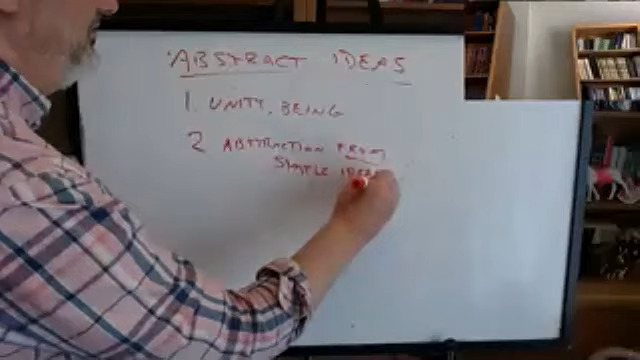 ABSTRACT IDEAS
1. UNITY, BEING
2 ABSTRACTION FROM
SIMPLE IDEAS